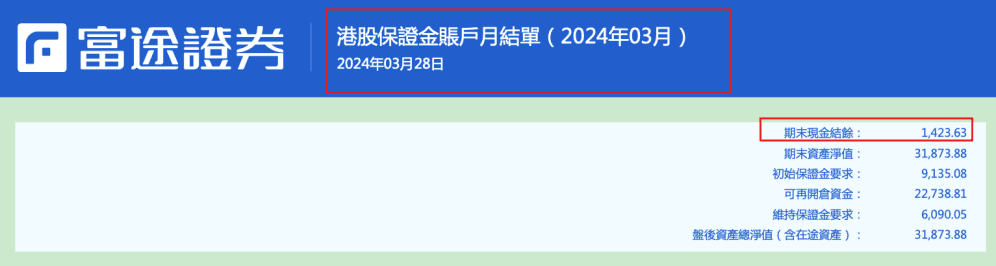 富途證券
港股保證金賬戶月結單（2024年03月）
2024年03月28日
期末現金結餘： 1,423.63
期末資產淨值： 31,873.88
初始保證金要求： 9,135.08
可再開倉資金： 22,738.81
維持保證金要求： 6,090.05
盤後資產總淨值（含在途資產）： 31,873.88